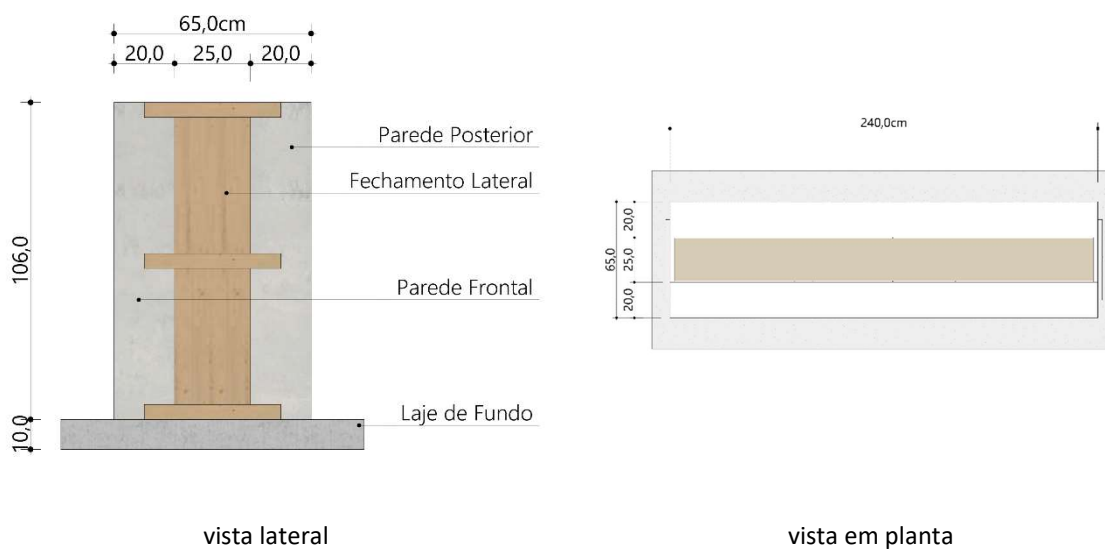 65,0cm
20,0 25,0 20,0
Parede Posterior
Fechamento Lateral
106,0
Parede Frontal
Laje de Fundo
10,0
vista lateral
240,0cm
20,0
65,0
25,0
20,0
vista em planta